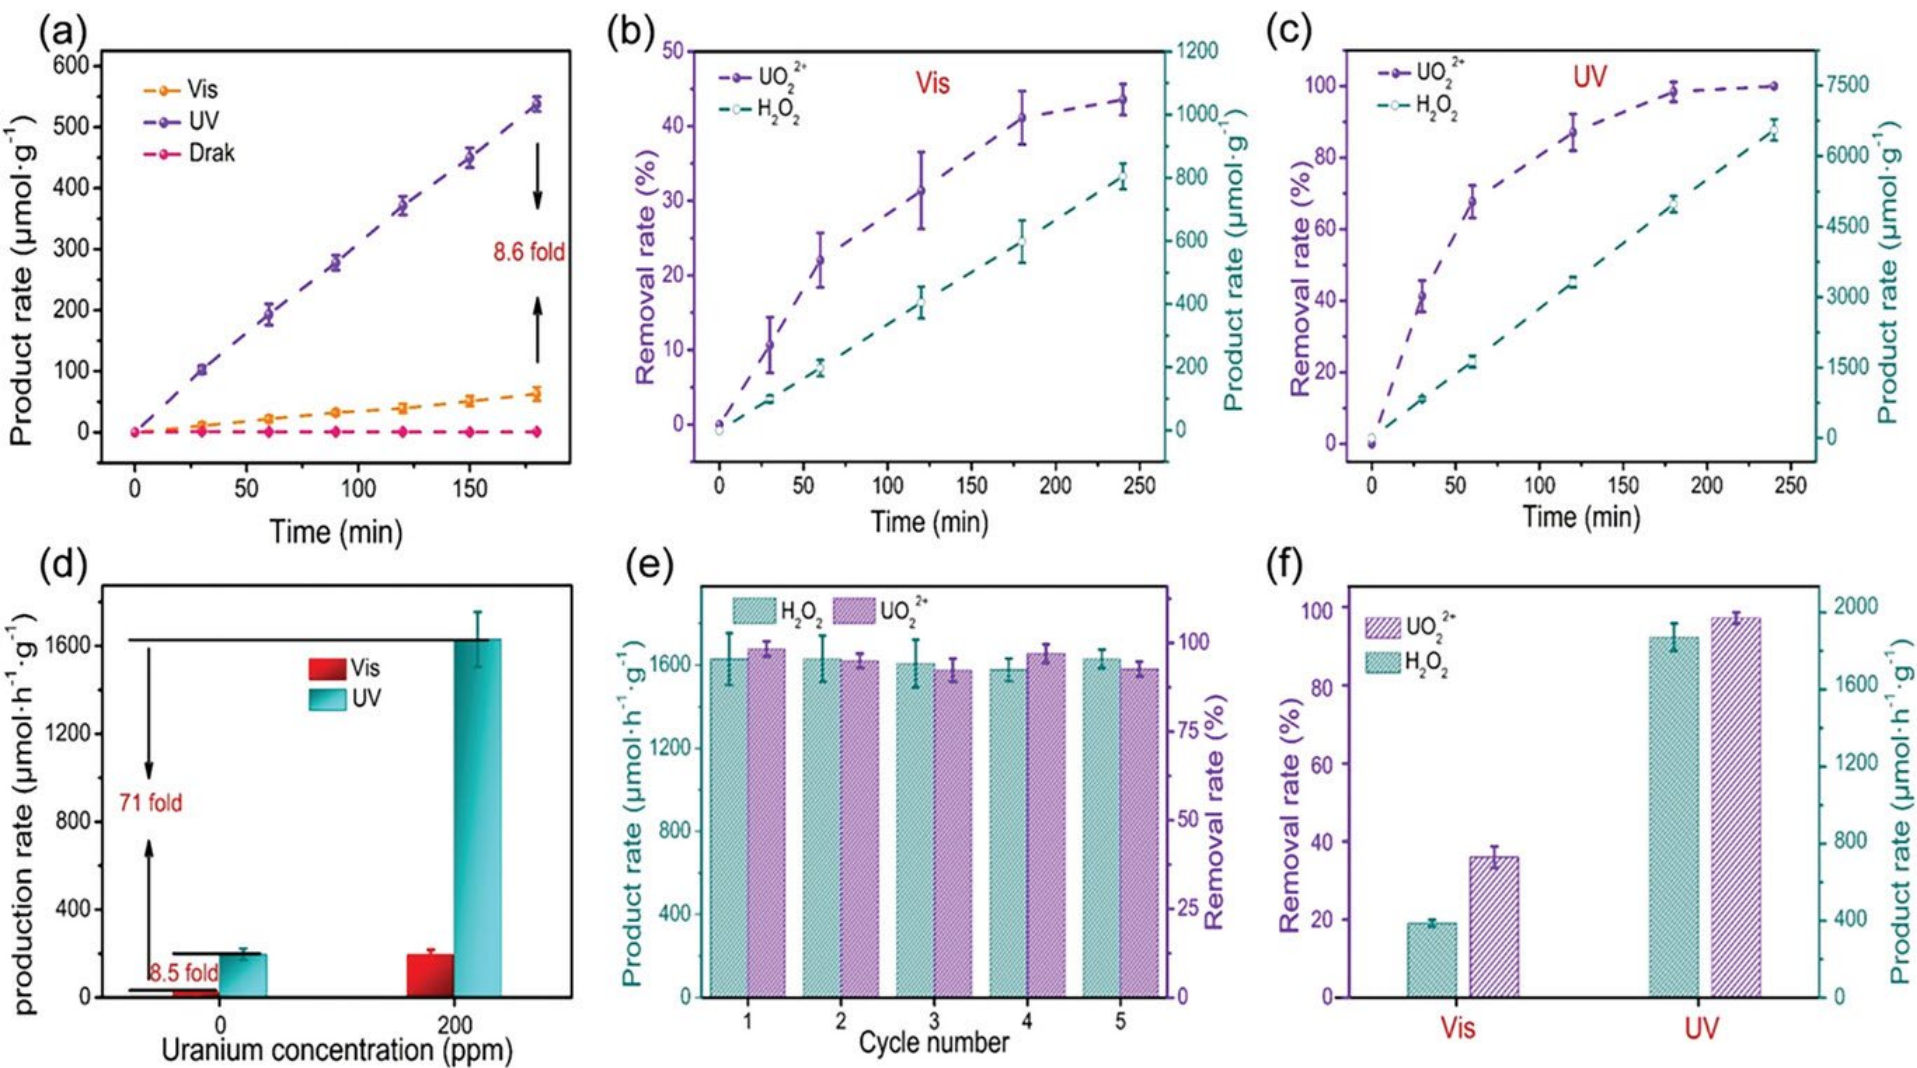 (a)
600
500
400
300
200
100
0
Product rate (μmol·g⁻¹)
Vis
UV
Drak
8.6 fold
0 50 100 150
Time (min)
(b)
50
40
30
20
10
0
Removal rate (%)
UO₂²⁺
H₂O₂
Vis
1200
1000
800
600
400
200
0
Product rate (μmol·g⁻¹)
0 50 100 150 200 250
Time (min)
(c)
100
80
60
40
20
0
Removal rate (%)
UO₂²⁺
H₂O₂
UV
7500
6000
4500
3000
1500
0
Product rate (μmol·g⁻¹)
0 50 100 150 200 250
Time (min)
(d)
1600
1200
800
400
0
production rate (μmol·h⁻¹·g⁻¹)
Vis
UV
71 fold
8.5 fold
0 200
Uranium concentration (ppm)
(e)
1600
1200
800
400
0
Product rate (μmol·h⁻¹·g⁻¹)
H₂O₂ UO₂²⁺
100
75
50
25
0
Removal rate (%)
1 2 3 4 5
Cycle number
(f)
100
80
60
40
20
0
Removal rate (%)
UO₂²⁺
H₂O₂
2000
1600
1200
800
400
0
Product rate (μmol·h⁻¹·g⁻¹)
Vis UV